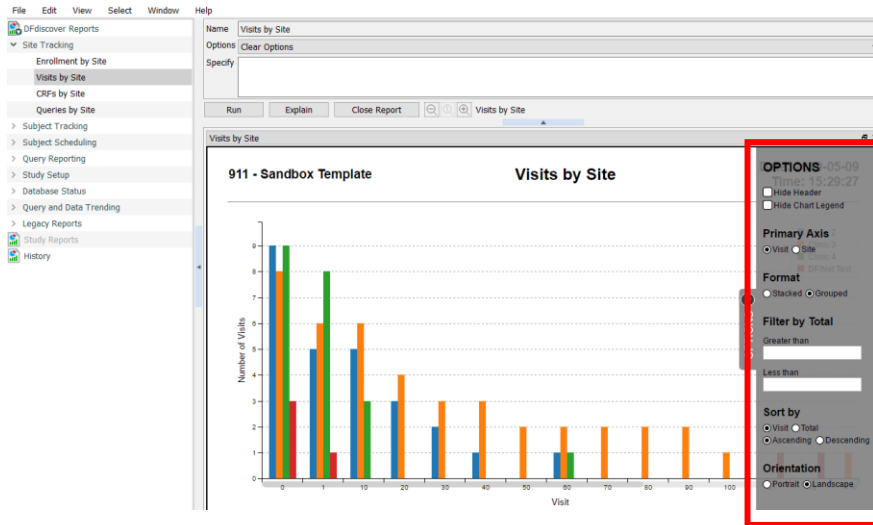 File Edit View Select Window Help
DFdiscover Reports
Site Tracking
Enrollment by Site
Visits by Site
CRFs by Site
Queries by Site
Subject Tracking
Subject Scheduling
Query Reporting
Study Setup
Database Status
Query and Data Trending
Legacy Reports
Study Reports
History
Name Visits by Site
Options Clear Options
Specify
Run Explain Close Report Visits by Site
Visits by Site
911 - Sandbox Template Visits by Site
Time: 15:29:27
Number of Visits
9
8
7
6
5
4
3
2
1
0
0 1 10 20 30 40 50 60 70 80 90 100
Visit
OPTIONS
Hide Header
Hide Chart Legend
Primary Axis
Visit Site
Format
Stacked Grouped
Filter by Total
Greater than
Less than
Sort by
Visit Total
Ascending Descending
Orientation
Portrait Landscape